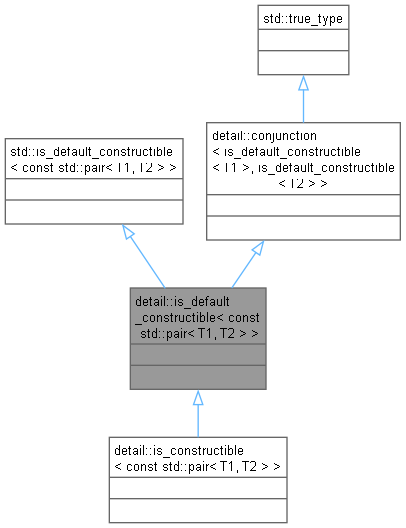 std::true_type
std::is_default_constructible
< const std::pair< T1, T2 > >
detail::conjunction
< is_default_constructible
< T1 >, is_default_constructible
< T2 > >
detail::is_default
_constructible< const
std::pair< T1, T2 > >
detail::is_constructible
< const std::pair< T1, T2 > >